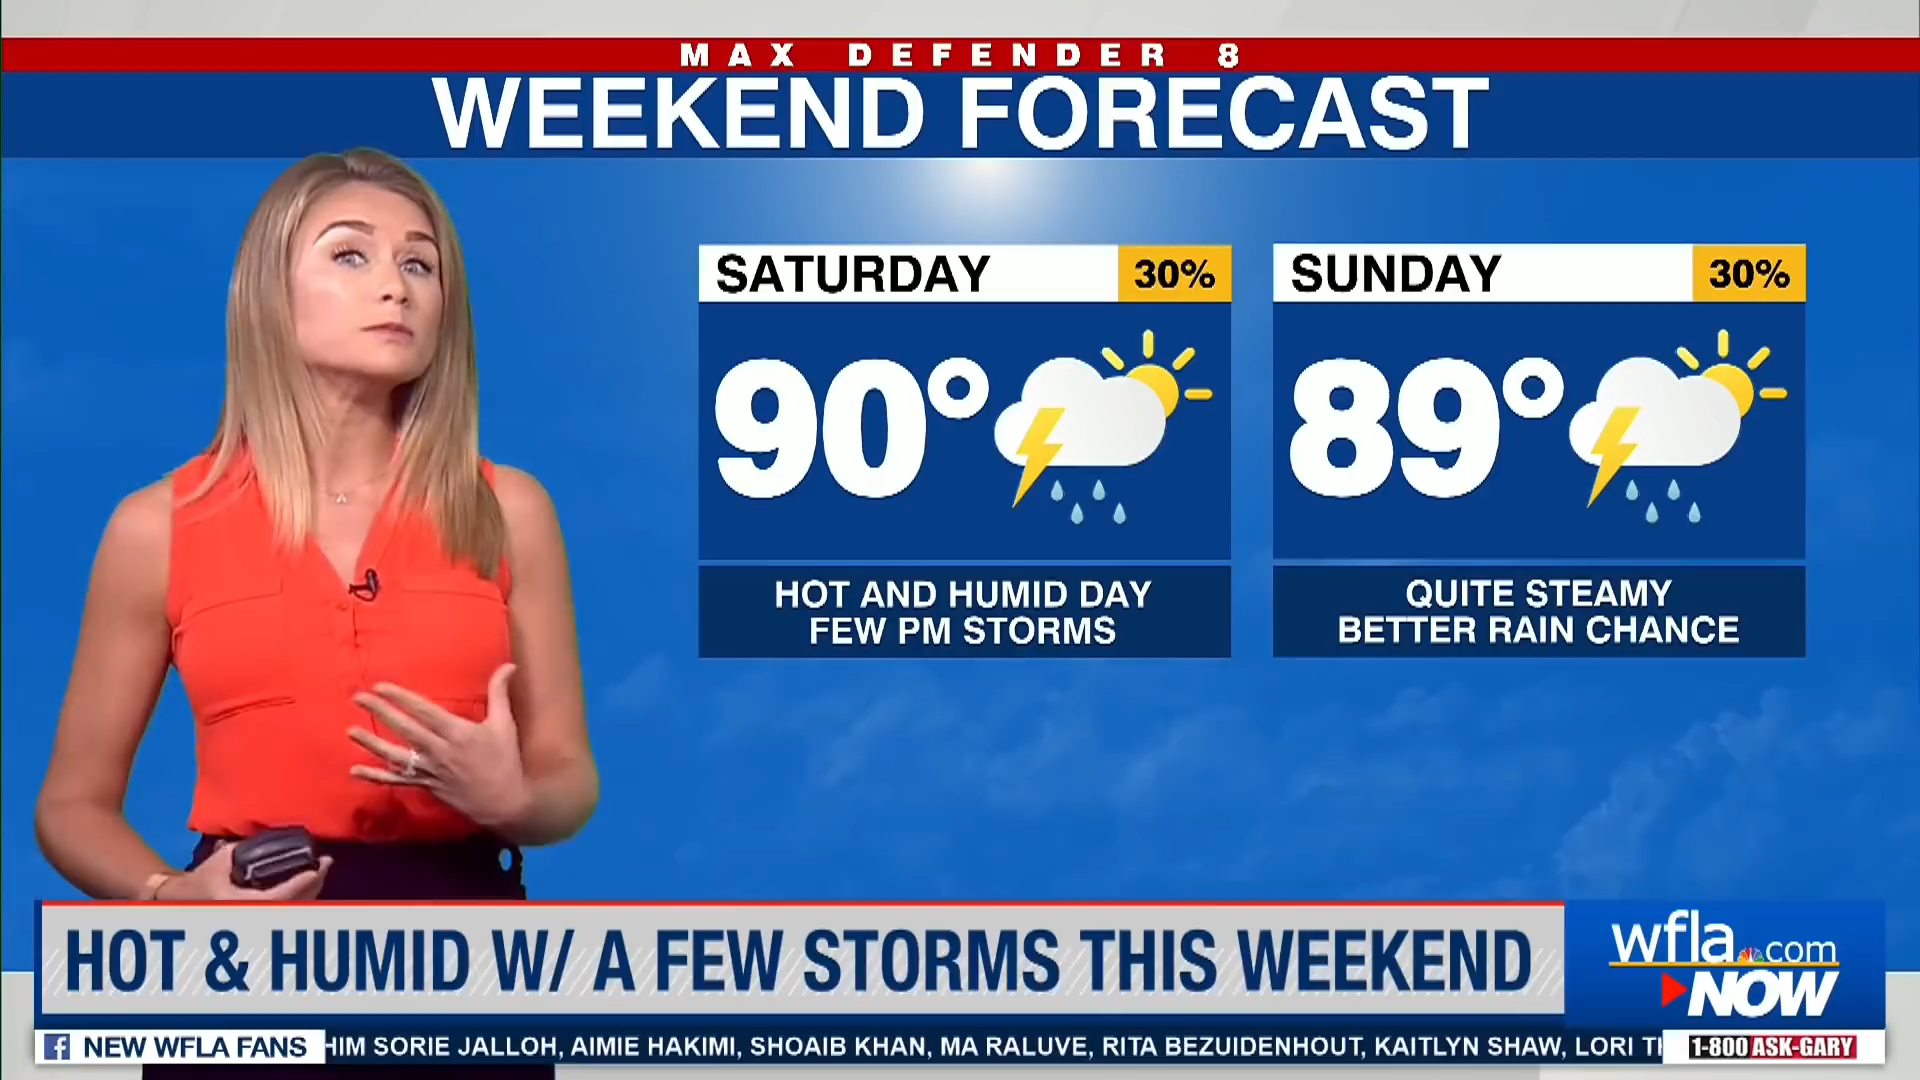 MAX DEFENDER 8
WEEKEND FORECAST
SATURDAY 30%
90°
HOT AND HUMID DAY
FEW PM STORMS
SUNDAY 30%
89°
QUITE STEAMY
BETTER RAIN CHANCE
HOT & HUMID W/ A FEW STORMS THIS WEEKEND
wfla.com
NOW
f NEW WFLA FANS HIM SORIE JALLOH, AIMIE HAKIMI, SHOAIB KHAN, MA RALUVE, RITA BEZUIDENHOUT, KAITLYN SHAW, LORI
1-800 ASK-GARY